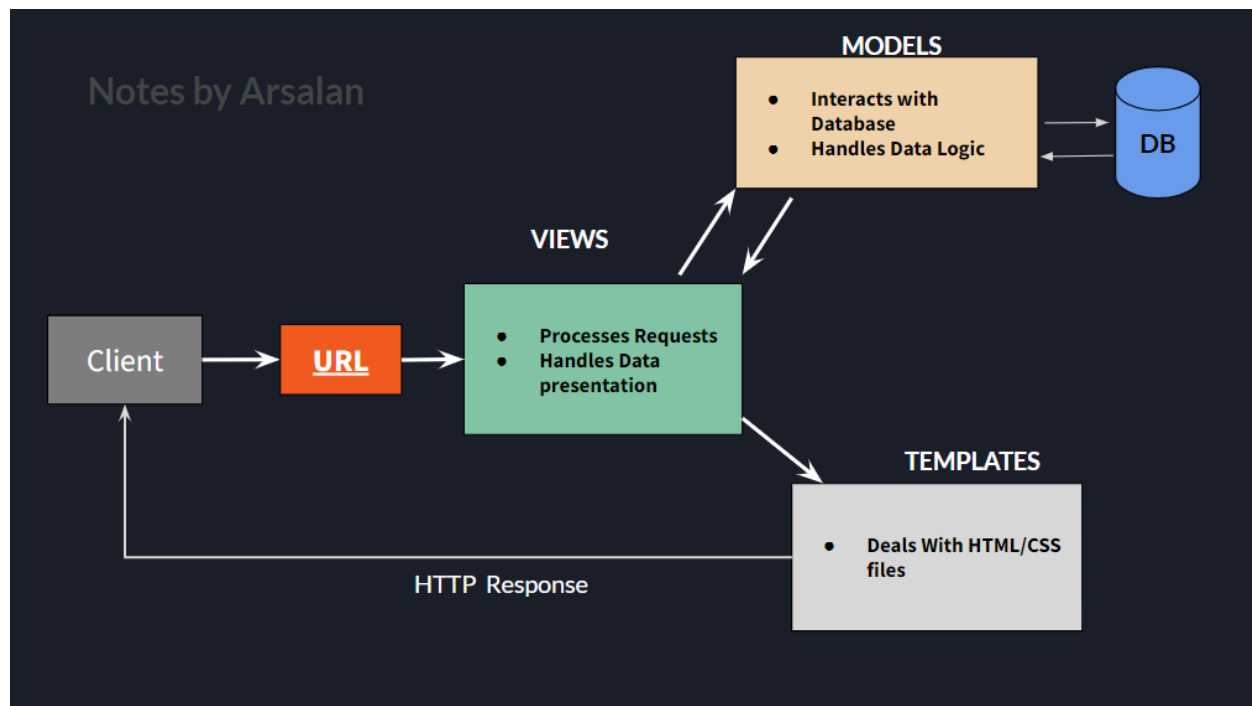 Notes by Arsalan
MODELS
● Interacts with
Database
● Handles Data Logic
DB
VIEWS
● Processes Requests
● Handles Data
presentation
Client
URL
TEMPLATES
● Deals With HTML/CSS
files
HTTP Response